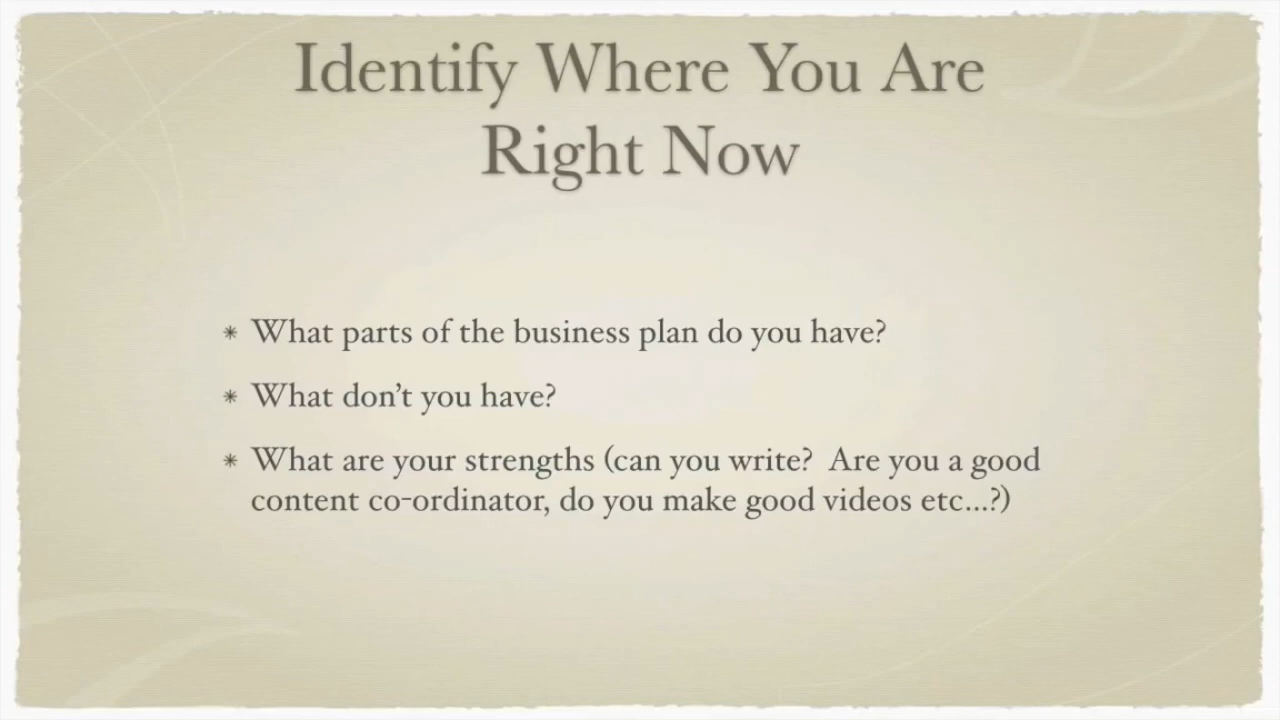 Identify Where You Are
Right Now
* What parts of the business plan do you have?
* What don’t you have?
* What are your strengths (can you write?  Are you a good
content co-ordinator, do you make good videos etc...?)